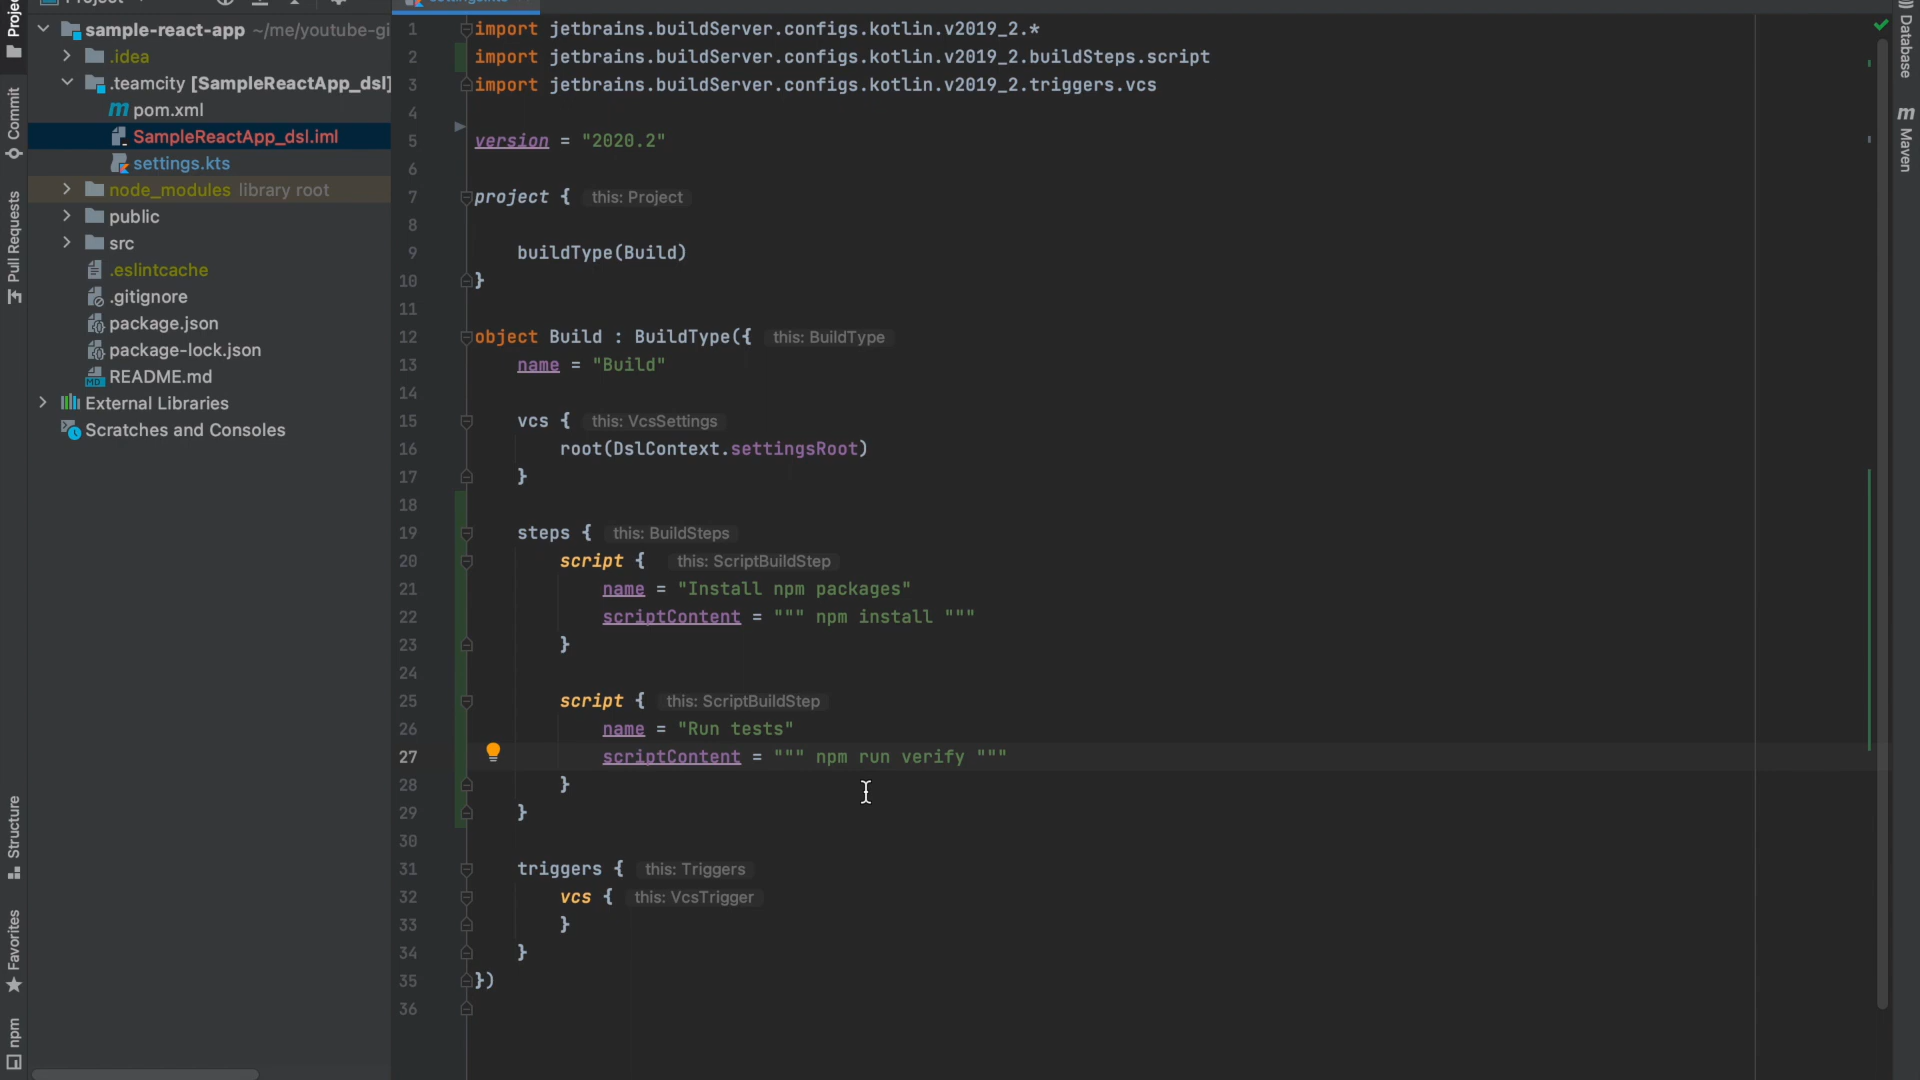 Project
sample-react-app ~/me/youtube-gi
.idea
.teamcity [SampleReactApp_dsl]
pom.xml
SampleReactApp_dsl.iml
settings.kts
node_modules library root
public
src
.eslintcache
.gitignore
package.json
package-lock.json
README.md
External Libraries
Scratches and Consoles
Commit
Pull Requests
Structure
Favorites
npm
1 import jetbrains.buildServer.configs.kotlin.v2019_2.*
2 import jetbrains.buildServer.configs.kotlin.v2019_2.buildSteps.script
3 import jetbrains.buildServer.configs.kotlin.v2019_2.triggers.vcs
4
5 version = "2020.2"
6
7 project { this: Project
8
9 buildType(Build)
10 }
11
12 object Build : BuildType({ this: BuildType
13 name = "Build"
14
15 vcs { this: VcsSettings
16 root(DslContext.settingsRoot)
17 }
18
19 steps { this: BuildSteps
20 script { this: ScriptBuildStep
21 name = "Install npm packages"
22 scriptContent = """ npm install """
23 }
24
25 script { this: ScriptBuildStep
26 name = "Run tests"
27 scriptContent = """ npm run verify """
28 }
29 }
30
31 triggers { this: Triggers
32 vcs { this: VcsTrigger
33 }
34 }
35 })
36
Database
m Maven